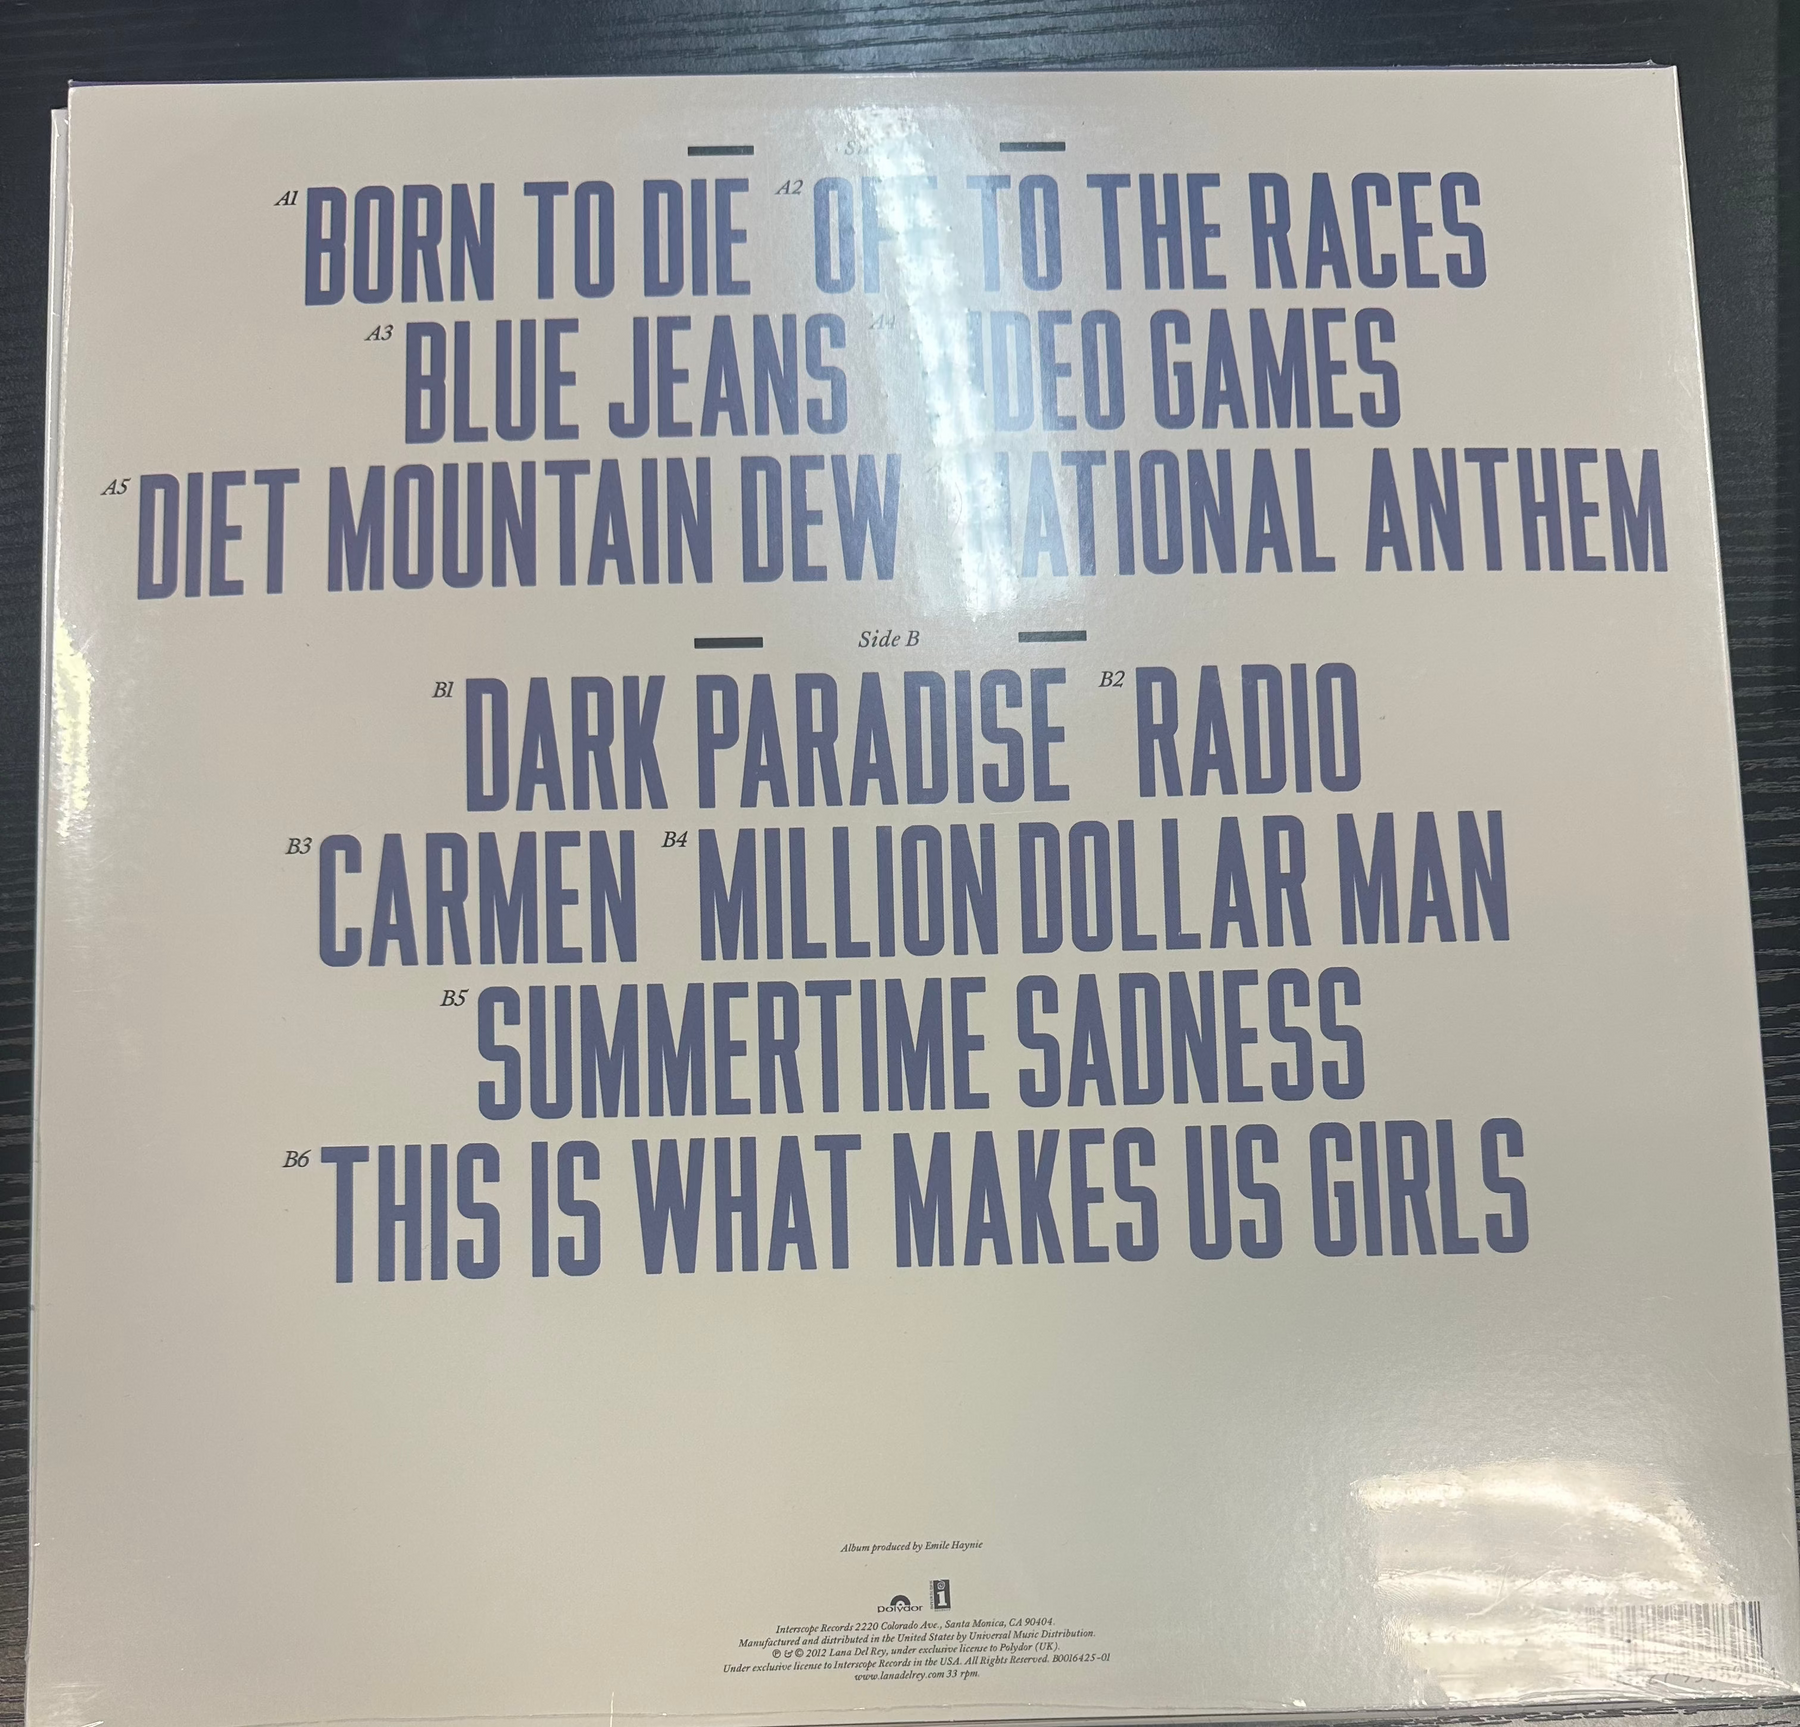 A1 BORN TO DIE A2 OFF TO THE RACES
A3 BLUE JEANS A4 VIDEO GAMES
A5 DIET MOUNTAIN DEW NATIONAL ANTHEM
Side B
B1 DARK PARADISE B2 RADIO
B3 CARMEN B4 MILLION DOLLAR MAN
B5 SUMMERTIME SADNESS
B6 THIS IS WHAT MAKES US GIRLS
Album produced by Emile Haynie
polydor i
Interscope Records 2220 Colorado Ave., Santa Monica, CA 90404.
Manufactured and distributed in the United States by Universal Music Distribution.
℗ & © 2012 Lana Del Rey, under exclusive license to Polydor (UK).
Under exclusive license to Interscope Records in the USA. All Rights Reserved. B0016425-01
www.lanadelrey.com 33 rpm.